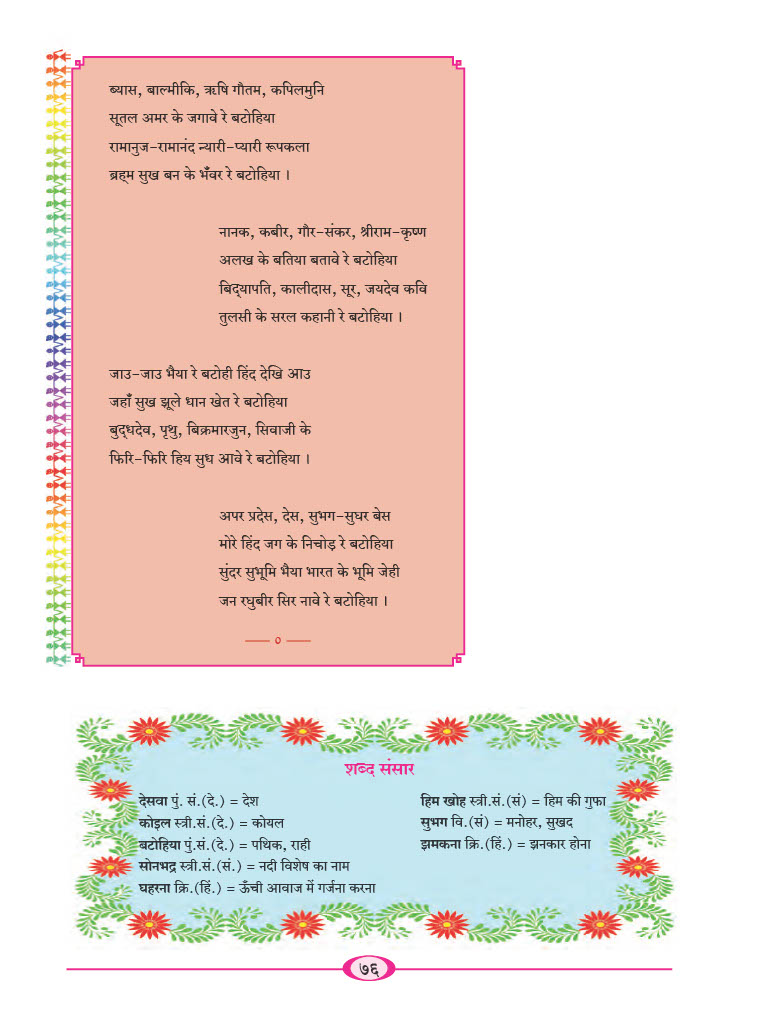 ब्यास, बाल्मीकि, ऋषि गौतम, कपिलमुनि
सूतल अमर के जगावे रे बटोहिया
रामानुज-रामानंद न्यारी-प्यारी रूपकला
ब्रह्म सुख बन के भँवर रे बटोहिया ।
नानक, कबीर, गौर-संकर, श्रीराम-कृष्ण
अलख के बतिया बतावे रे बटोहिया
बिद्‌यापति, कालीदास, सूर, जयदेव कवि
तुलसी के सरल कहानी रे बटोहिया ।
जाउ-जाउ भैया रे बटोही हिंद देखि आउ
जहाँ सुख झूले धान खेत रे बटोहिया
बुद्‌धदेव, पृथु, बिक्रमारजुन, सिवाजी के
फिरि-फिरि हिय सुध आवे रे बटोहिया ।
अपर प्रदेस, देस, सुभग-सुघर बेस
मोरे हिंद जग के निचोड़ रे बटोहिया
सुंदर सुभूमि भैया भारत के भूमि जेही
जन रघुबीर सिर नावे रे बटोहिया ।
— ० —
शब्द संसार
देसवा पुं. सं.(दे.) = देश
कोइल स्त्री.सं.(दे.) = कोयल
बटोहिया पुं.सं.(दे.) = पथिक, राही
सोनभद्र स्त्री.सं.(सं.) = नदी विशेष का नाम
घहरना क्रि.(हिं.) = ऊँची आवाज में गर्जना करना
हिम खोह स्त्री.सं.(सं) = हिम की गुफा
सुभग वि.(सं) = मनोहर, सुखद
झमकना क्रि.(हिं.) = झनकार होना
७६